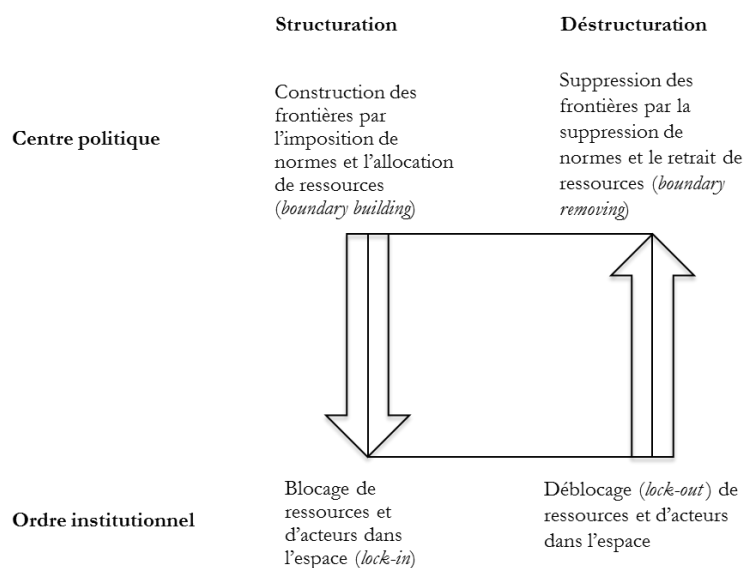 Structuration
Déstructuration
Centre politique
Construction des
frontières par
l’imposition de
normes et l’allocation
de ressources
(boundary building)
Suppression des
frontières par la
suppression de
normes et le retrait de
ressources (boundary
removing)
Ordre institutionnel
Blocage de
ressources et
d’acteurs dans
l’espace (lock-in)
Déblocage (lock-out) de
ressources et d’acteurs
dans l’espace